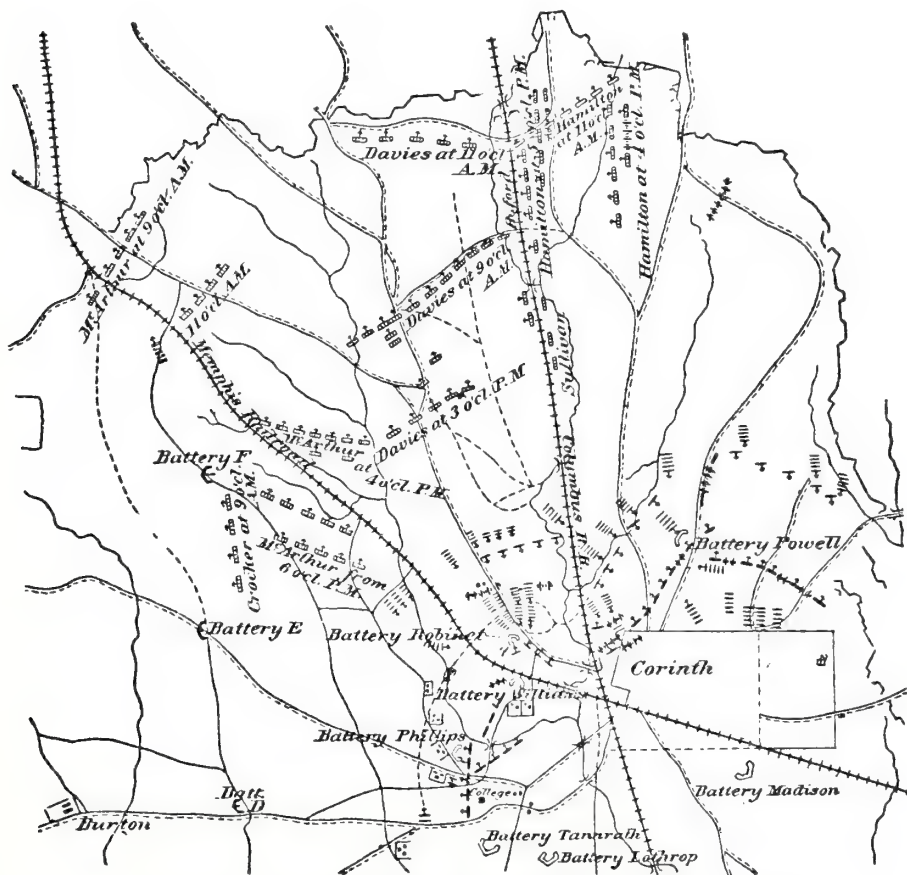 Davies at 11 o'cl.
A.M.
Hamilton
at 11 o'cl
A.M.
Hamilton at 4 o'cl. P.M.
McArthur at 9 o'cl. A.M.
11 o'cl. A.M.
Davies at 9 o'cl.
A.M.
Sullivan
Memphis Railroad
Davies at 3 o'cl. P.M
McArthur
at
4 o'cl. P.M.
Battery F
Crocker at 9 o'cl.
A.M.
McArthur from
6 o'cl. P.M
Columbus R. R.
Battery Powell
Battery E
Battery Robinet
Corinth
Battery Williams
Battery Phillips
College
Batt.
D
Burton
Battery Madison
Battery Tannrath
Battery Lothrop